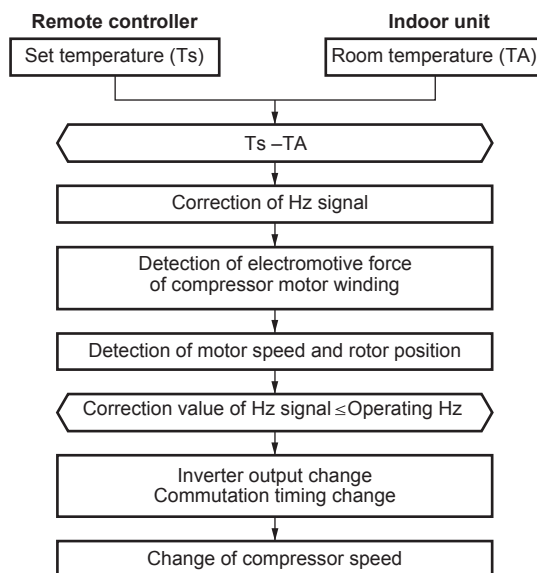 Remote controller
Indoor unit
Set temperature (Ts)
Room temperature (TA)
Ts –TA
Correction of Hz signal
Detection of electromotive force
of compressor motor winding
Detection of motor speed and rotor position
Correction value of Hz signal ≤Operating Hz
Inverter output change
Commutation timing change
Change of compressor speed